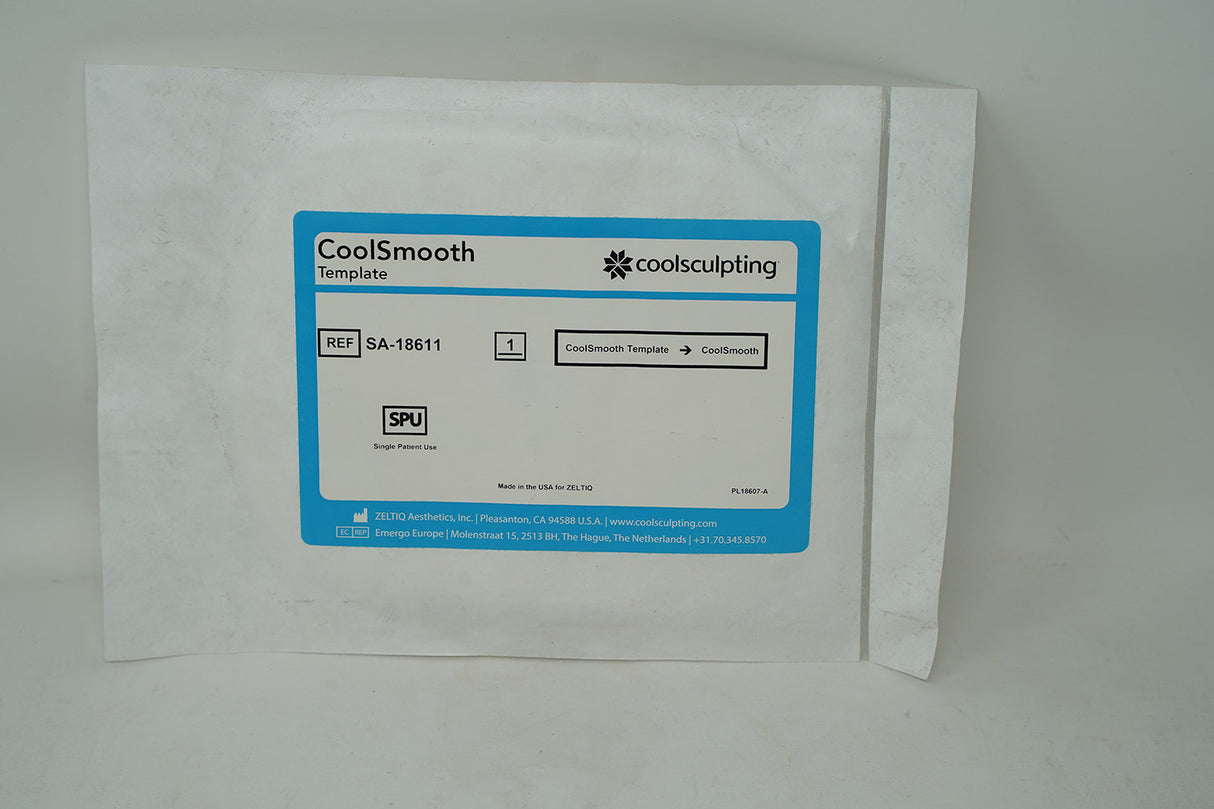 CoolSmooth
Template
coolsculpting
REF SA-18611
1
CoolSmooth Template → CoolSmooth
SPU
Single Patient Use
Made in the USA for ZELTIQ
PL18607-A
ZELTIQ Aesthetics, Inc. | Pleasanton, CA 94588 U.S.A. | www.coolsculpting.com
EC REP Emergo Europe | Molenstraat 15, 2513 BH, The Hague, The Netherlands | +31.70.345.8570